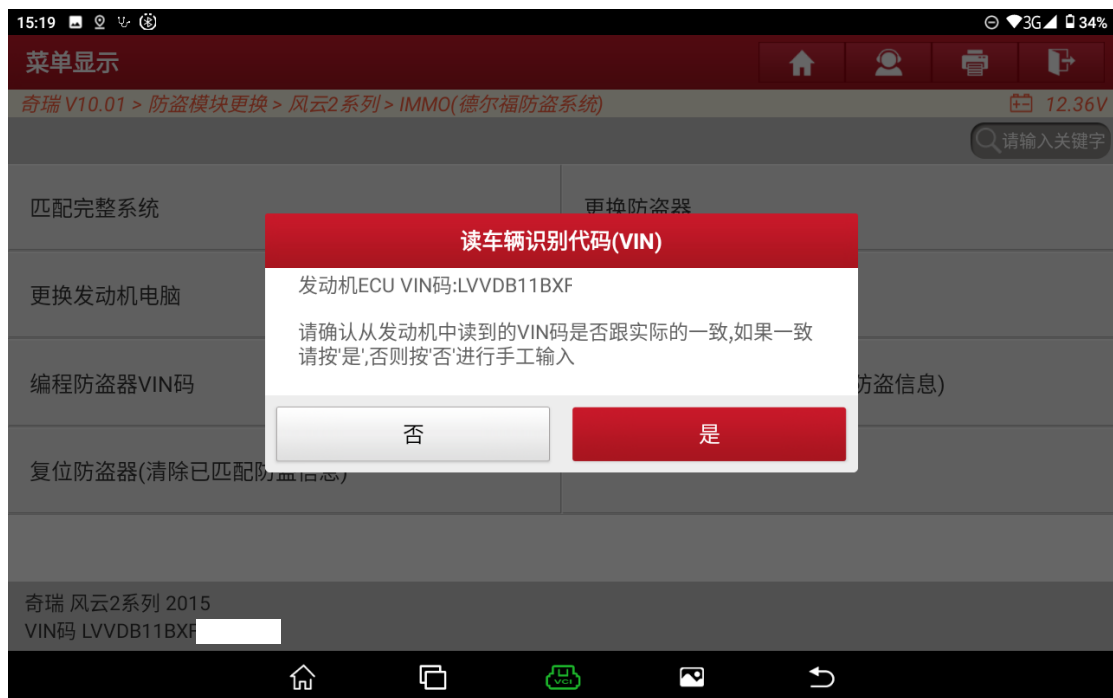 15:19
3G 34%
菜单显示
奇瑞 V10.01 > 防盗模块更换 > 风云2系列 > IMMO(德尔福防盗系统)
12.36V
请输入关键字
匹配完整系统
更换防盗器
读车辆识别代码(VIN)
发动机ECU VIN码:LVVDB11BXF
更换发动机电脑
请确认从发动机中读到的VIN码是否跟实际的一致,如果一致
请按'是',否则按'否'进行手工输入
编程防盗器VIN码
防盗信息)
否
是
复位防盗器(清除已匹配防盗信息)
奇瑞 风云2系列 2015
VIN码 LVVDB11BXF
VCI